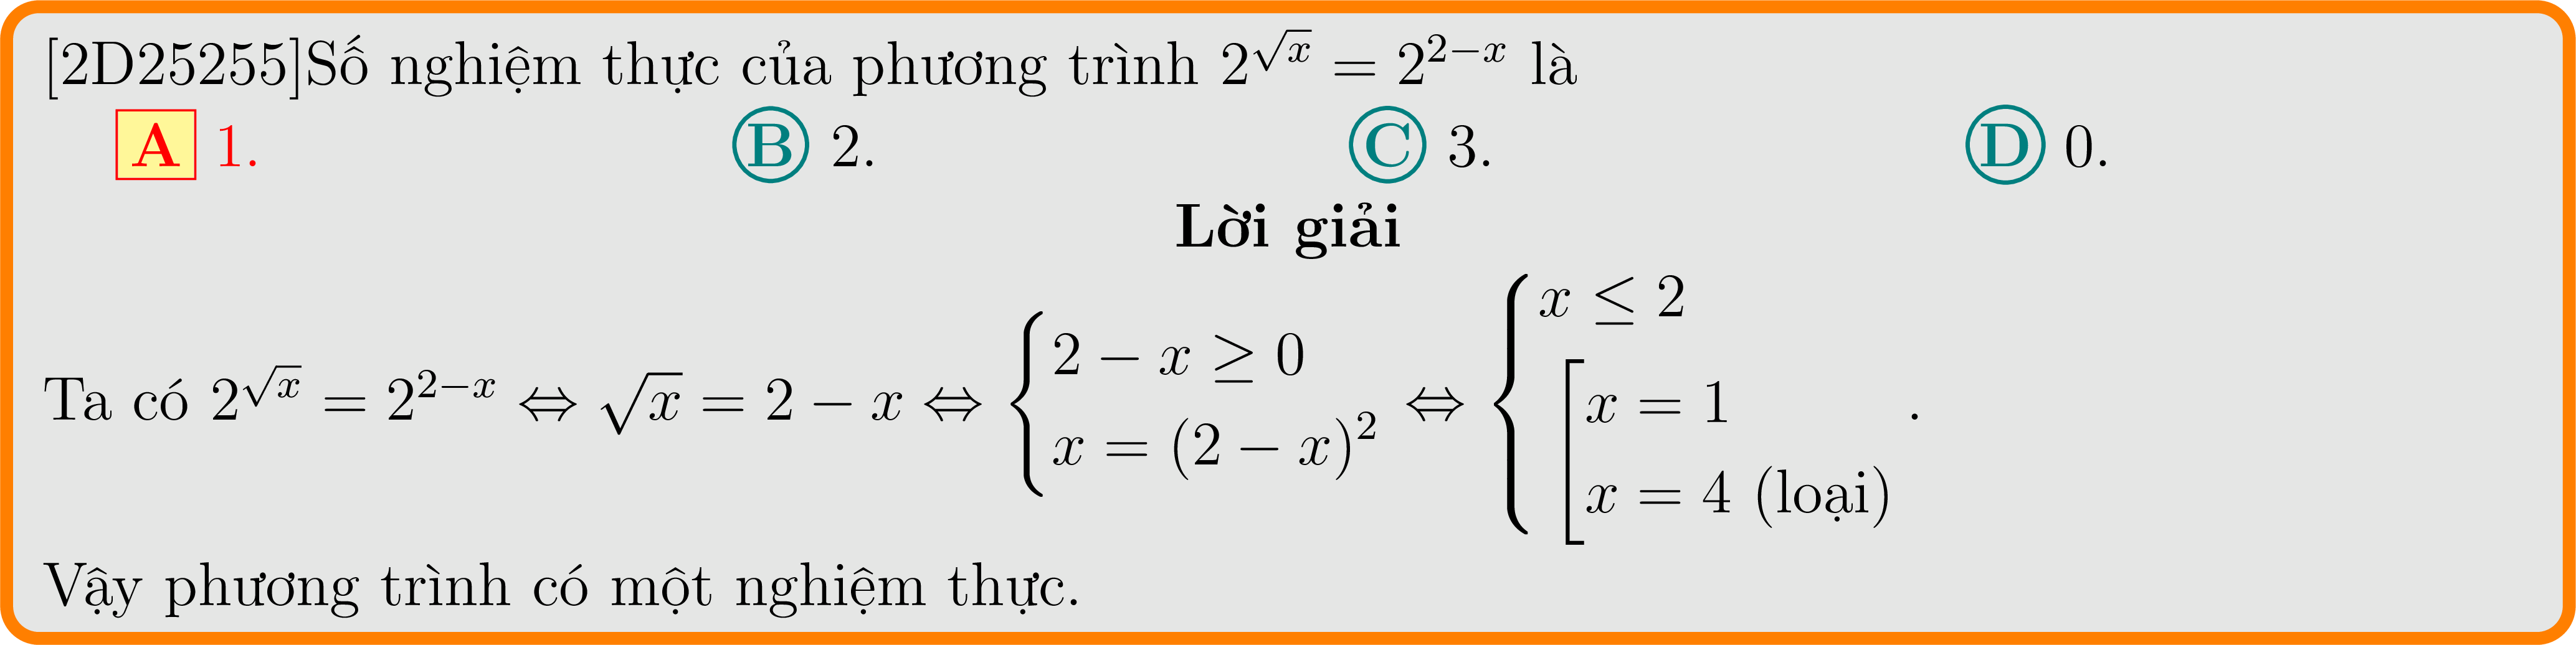 [2D25255]Số nghiệm thực của phương trình $2^{\sqrt{x}} = 2^{2-x}$ là
A 1. B 2. C 3. D 0.
Lời giải
Ta có $2^{\sqrt{x}} = 2^{2-x} \Leftrightarrow \sqrt{x} = 2 - x \Leftrightarrow \begin{cases} 2 - x \geq 0 \\ x = (2 - x)^2 \end{cases} \Leftrightarrow \begin{cases} x \leq 2 \\ \left[ \begin{array}{l} x = 1 \\ x = 4 \text{ (loại)} \end{array} \right. \end{cases}.$
Vậy phương trình có một nghiệm thực.